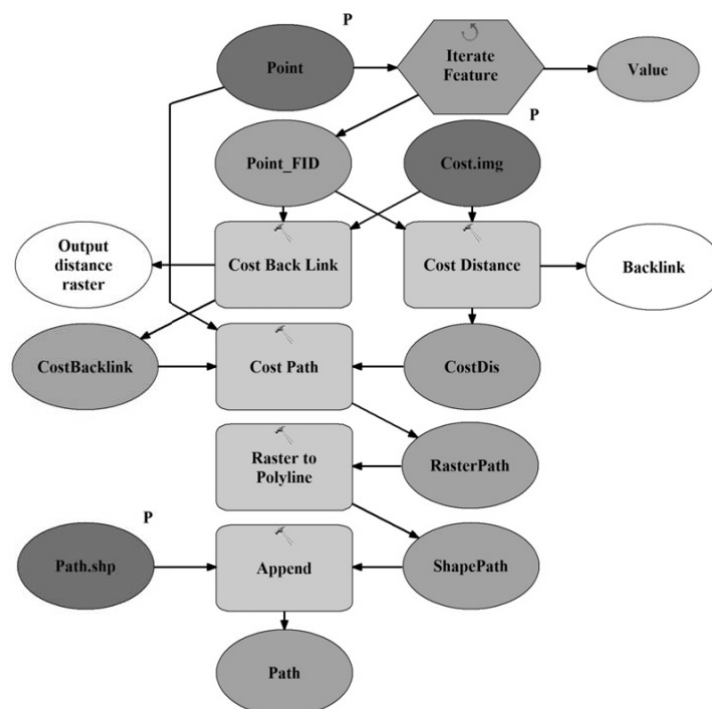 P
Point
Iterate
Feature
Value
P
Point_FID
Cost.img
Output
distance
raster
Cost Back Link
Cost Distance
Backlink
CostBacklink
Cost Path
CostDis
Raster to
Polyline
RasterPath
P
Path.shp
Append
ShapePath
Path